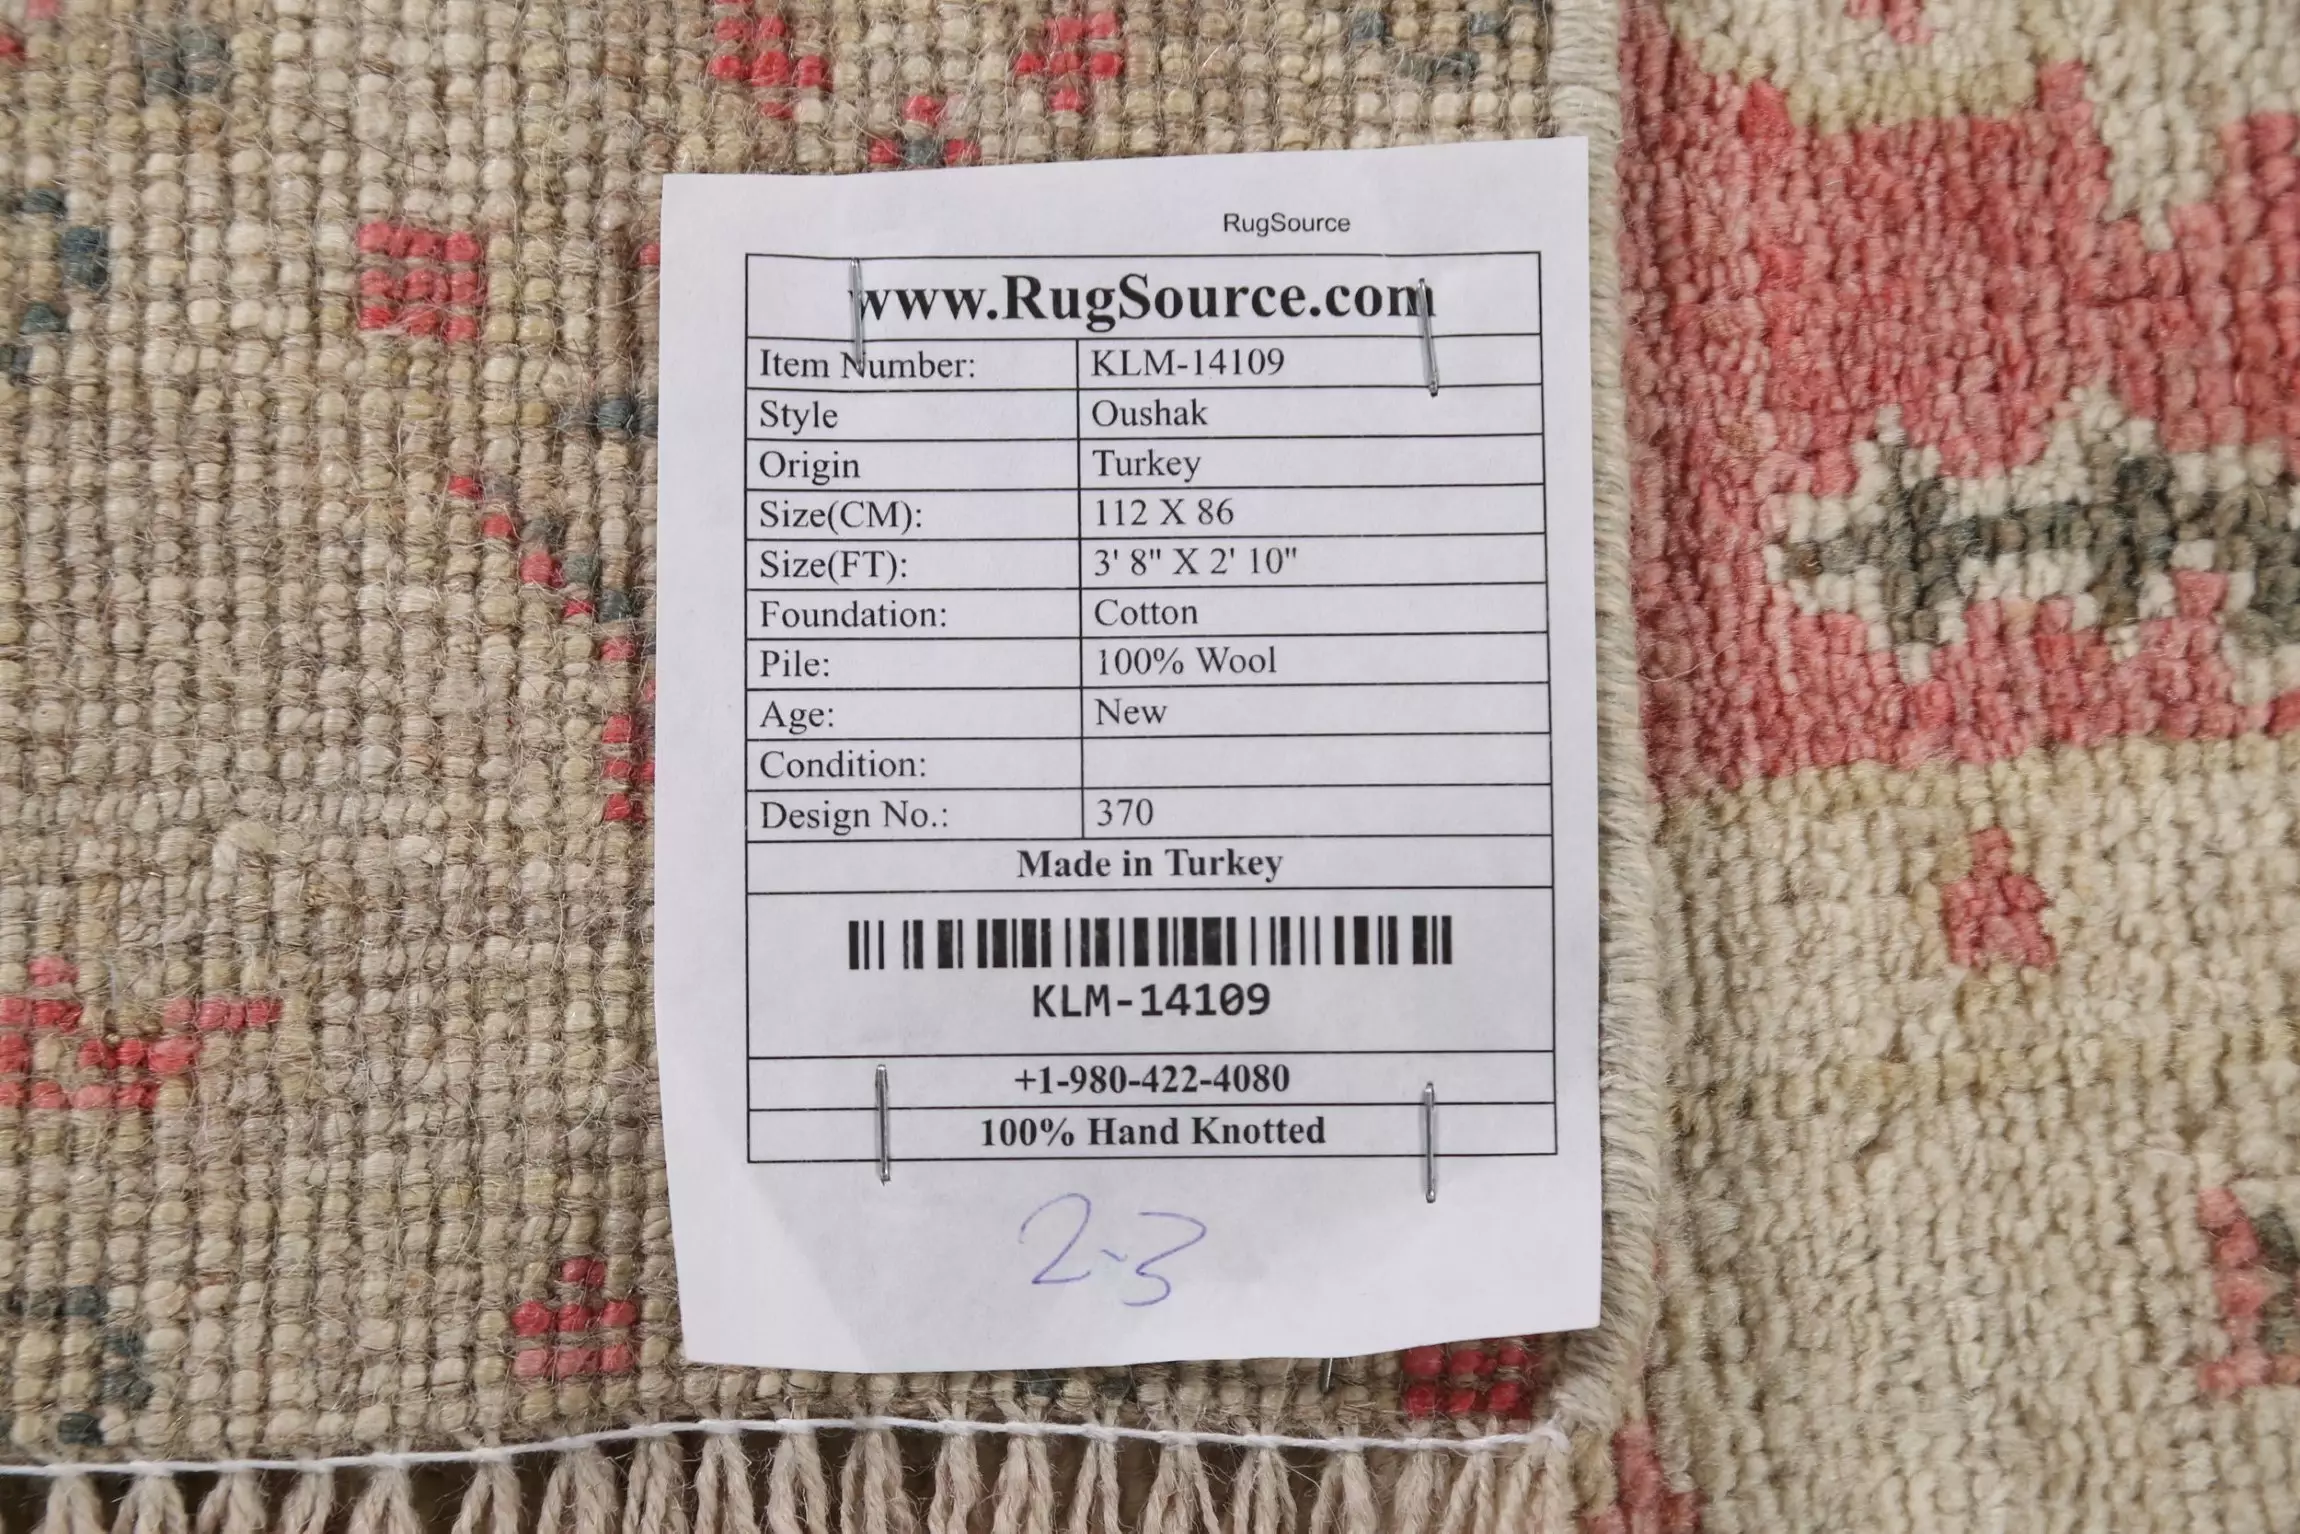 RugSource
www.RugSource.com
Item Number: KLM-14109
Style Oushak
Origin Turkey
Size(CM): 112 X 86
Size(FT): 3' 8" X 2' 10"
Foundation: Cotton
Pile: 100% Wool
Age: New
Condition:
Design No.: 370
Made in Turkey
KLM-14109
+1-980-422-4080
100% Hand Knotted
2-3